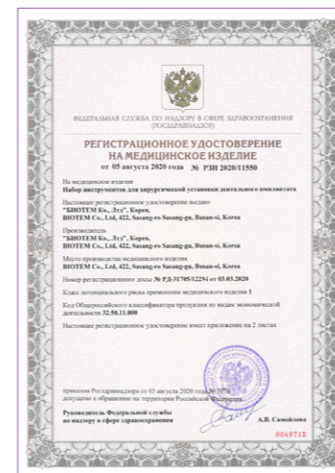 ФЕДЕРАЛЬНАЯ СЛУЖБА ПО НАДЗОРУ В СФЕРЕ ЗДРАВООХРАНЕНИЯ
(РОСЗДРАВНАДЗОР)
РЕГИСТРАЦИОННОЕ УДОСТОВЕРЕНИЕ
НА МЕДИЦИНСКОЕ ИЗДЕЛИЕ
от 05 августа 2020 года № РЗН 2020/11550
На медицинское изделие
Набор инструментов для хирургической установки дентального имплантата
Настоящее регистрационное удостоверение выдано
"БИОТЕМ Ко., Лтд", Корея,
BIOTEM Co., Ltd, 422, Sasang-ro Sasang-gu, Busan-si, Korea
Производитель
"БИОТЕМ Ко., Лтд", Корея,
BIOTEM Co., Ltd, 422, Sasang-ro Sasang-gu, Busan-si, Korea
Место производства медицинского изделия
BIOTEM Co., Ltd, 422, Sasang-ro Sasang-gu, Busan-si, Korea
Номер регистрационного досье № РД-31705/12294 от 03.03.2020
Класс потенциального риска применения медицинского изделия 1
Код Общероссийского классификатора продукции по видам экономической
деятельности 32.50.11.000
Настоящее регистрационное удостоверение имеет приложение на 2 листах
приказом Росздравнадзора от 05 августа 2020 года №
допущено к обращению на территории Российской Федерации.
Руководитель Федеральной службы
по надзору в сфере здравоохранения
А.В. Самойлова
0049712